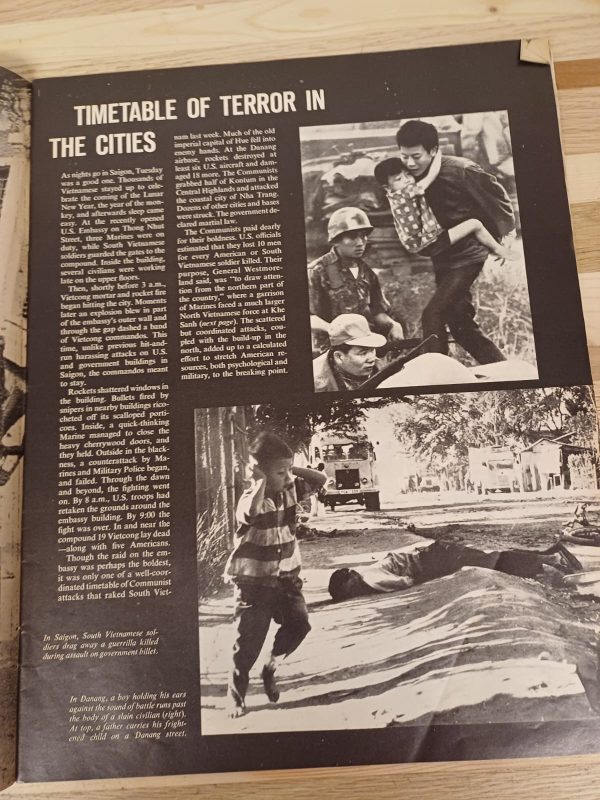 TIMETABLE OF TERROR IN
THE CITIES
As nights go in Saigon, Tuesday
was a good one. Thousands of
Vietnamese stayed up to cele-
brate the coming of the Lunar
New Year, the year of the mon-
key, and afterwards sleep came
easy. At the recently opened
U.S. Embassy on Thong Nhut
Street, three Marines were on
duty, while South Vietnamese
soldiers guarded the gates to the
compound. Inside the building,
several civilians were working
late on the upper floors.
Then, shortly before 3 a.m.,
Vietcong mortar and rocket fire
began hitting the city. Moments
later an explosion blew in part
of the embassy's outer wall and
through the gap dashed a band
of Vietcong commandos. This
time, unlike previous hit-and-
run harassing attacks on U.S.
and government buildings in
Saigon, the commandos meant
to stay.
Rockets shattered windows in
the building. Bullets fired by
snipers in nearby buildings rico-
cheted off its scalloped porti-
coes. Inside, a quick-thinking
Marine managed to close the
heavy cherrywood doors, and
they held. Outside in the black-
ness, a counterattack by Ma-
rines and Military Police began,
and failed. Through the dawn
and beyond, the fighting went
on. By 8 a.m., U.S. troops had
retaken the grounds around the
embassy building. By 9:00 the
fight was over. In and near the
compound 19 Vietcong lay dead
—along with five Americans.
Though the raid on the em-
bassy was perhaps the boldest,
it was only one of a well-coor-
dinated timetable of Communist
attacks that raked South Viet-
nam last week. Much of the old
imperial capital of Hue fell into
enemy hands. At the Danang
airbase, rockets destroyed at
least six U.S. aircraft and dam-
aged 18 more. The Communists
grabbed half of Kontum in the
Central Highlands and attacked
the coastal city of Nha Trang.
Dozens of other cities and bases
were struck. The government de-
clared martial law.
The Communists paid dearly
for their boldness. U.S. officials
estimated that they lost 10 men
for every American or South
Vietnamese soldier killed. Their
purpose, General Westmore-
land said, was "to draw atten-
tion from the northern part of
the country," where a garrison
of Marines faced a much larger
North Vietnamese force at Khe
Sanh (next page). The scattered
but coordinated attacks, cou-
pled with the build-up in the
north, added up to a calculated
effort to stretch American re-
sources, both psychological and
military, to the breaking point.
In Saigon, South Vietnamese sol-
diers drag away a guerrilla killed
during assault on government billet.
In Danang, a boy holding his ears
against the sound of battle runs past
the body of a slain civilian (right).
At top, a father carries his fright-
ened child on a Danang street.